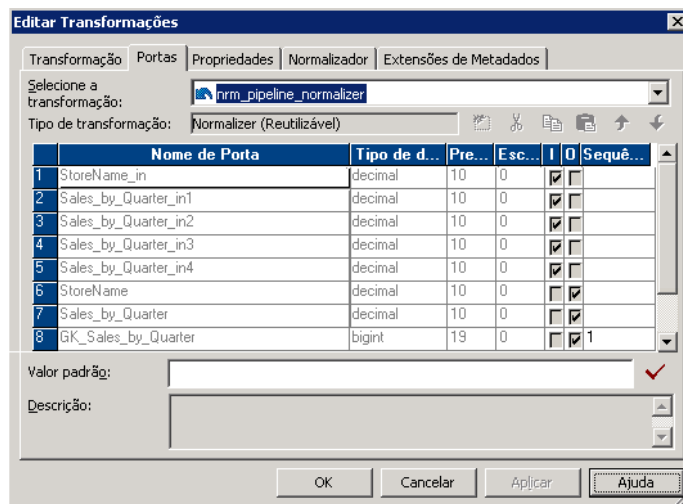 Editar Transformações
Transformação Portas Propriedades Normalizador Extensões de Metadados
Selecione a transformação: nrm_pipeline_normalizer
Tipo de transformação: Normalizer (Reutilizável)
Nome de Porta Tipo de d... Pre... Esc... I O Sequê...
1 StoreName_in decimal 10 0
2 Sales_by_Quarter_in1 decimal 10 0
3 Sales_by_Quarter_in2 decimal 10 0
4 Sales_by_Quarter_in3 decimal 10 0
5 Sales_by_Quarter_in4 decimal 10 0
6 StoreName decimal 10 0
7 Sales_by_Quarter decimal 10 0
8 GK_Sales_by_Quarter bigint 19 0 1
Valor padrão:
Descrição:
OK Cancelar Aplicar Ajuda